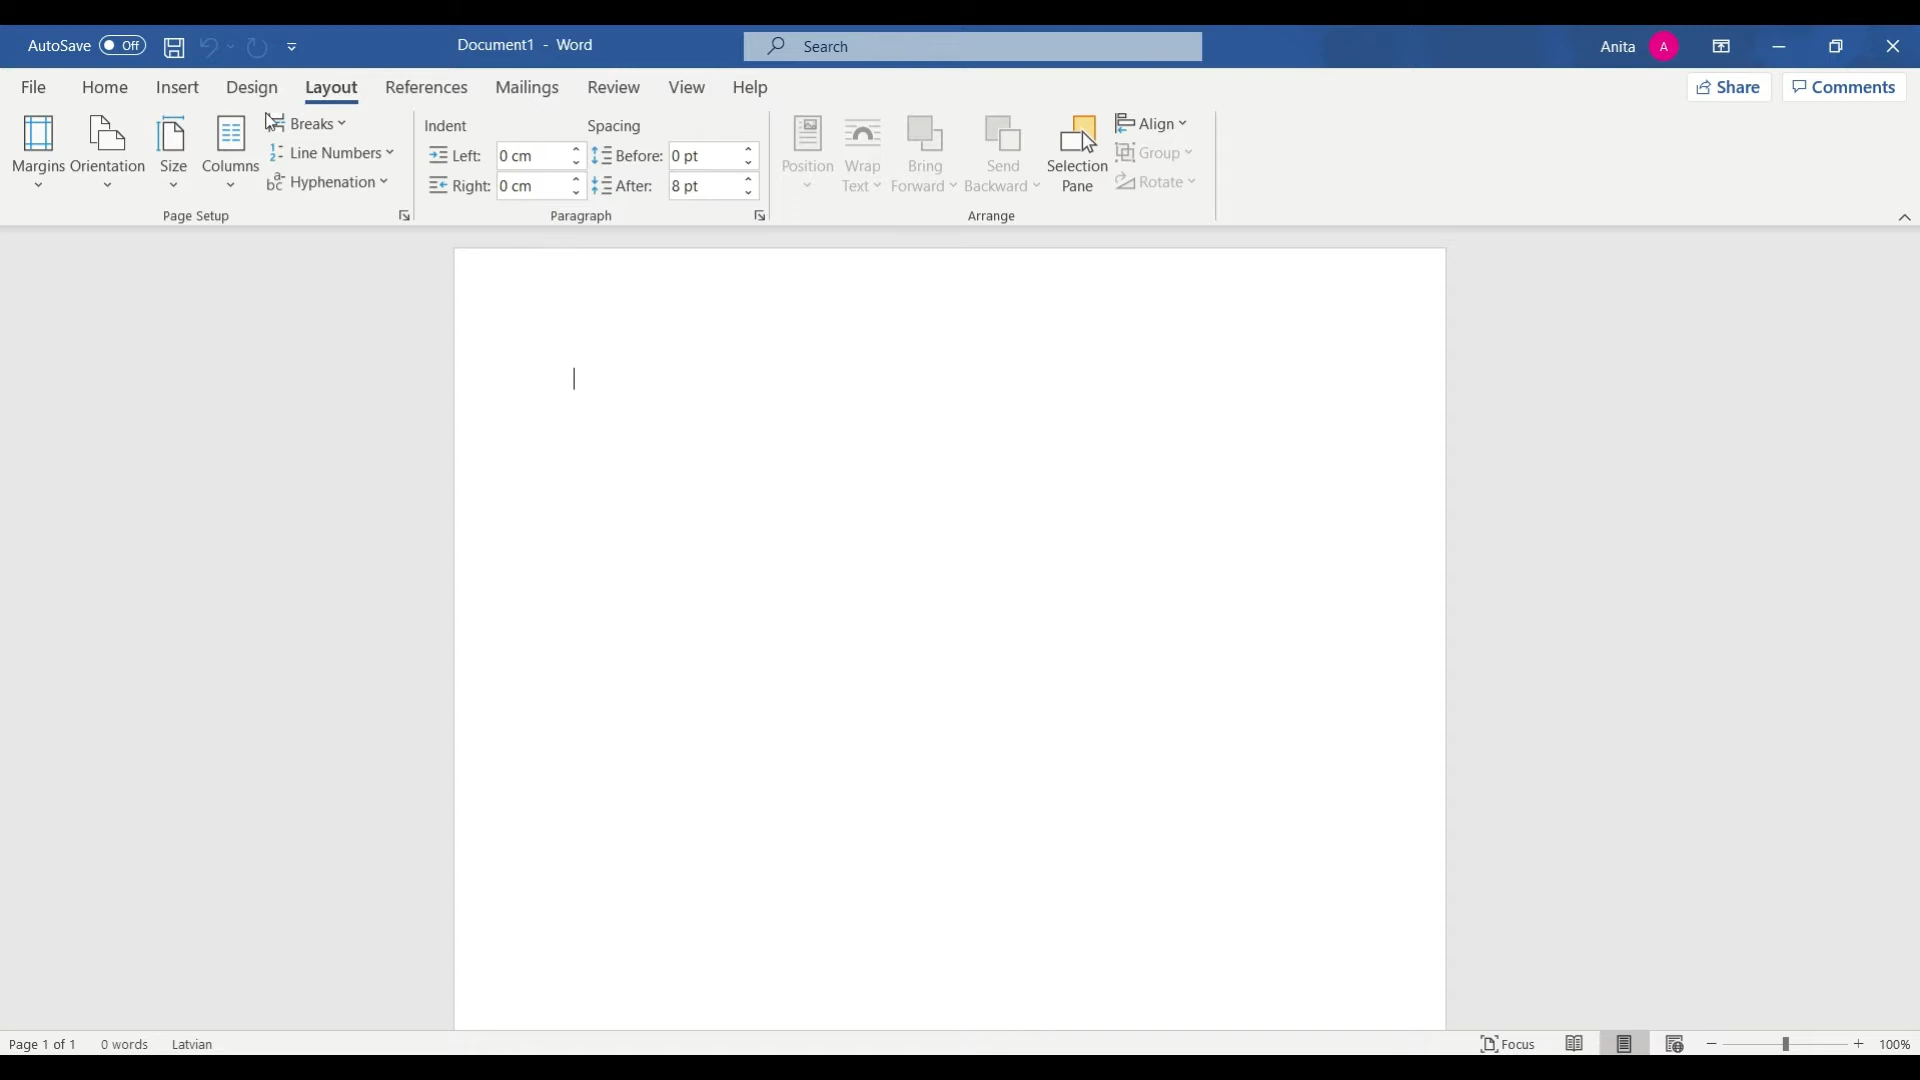 AutoSave Off Document1 - Word Search Anita A
File Home Insert Design Layout References Mailings Review View Help Share Comments
Margins Orientation Size Columns Breaks Line Numbers Hyphenation
Page Setup
Indent Spacing
Left: 0 cm Before: 0 pt
Right: 0 cm After: 8 pt
Paragraph
Position Wrap Text Bring Forward Send Backward Selection Pane Align Group Rotate
Arrange
Page 1 of 1 0 words Latvian Focus 100%